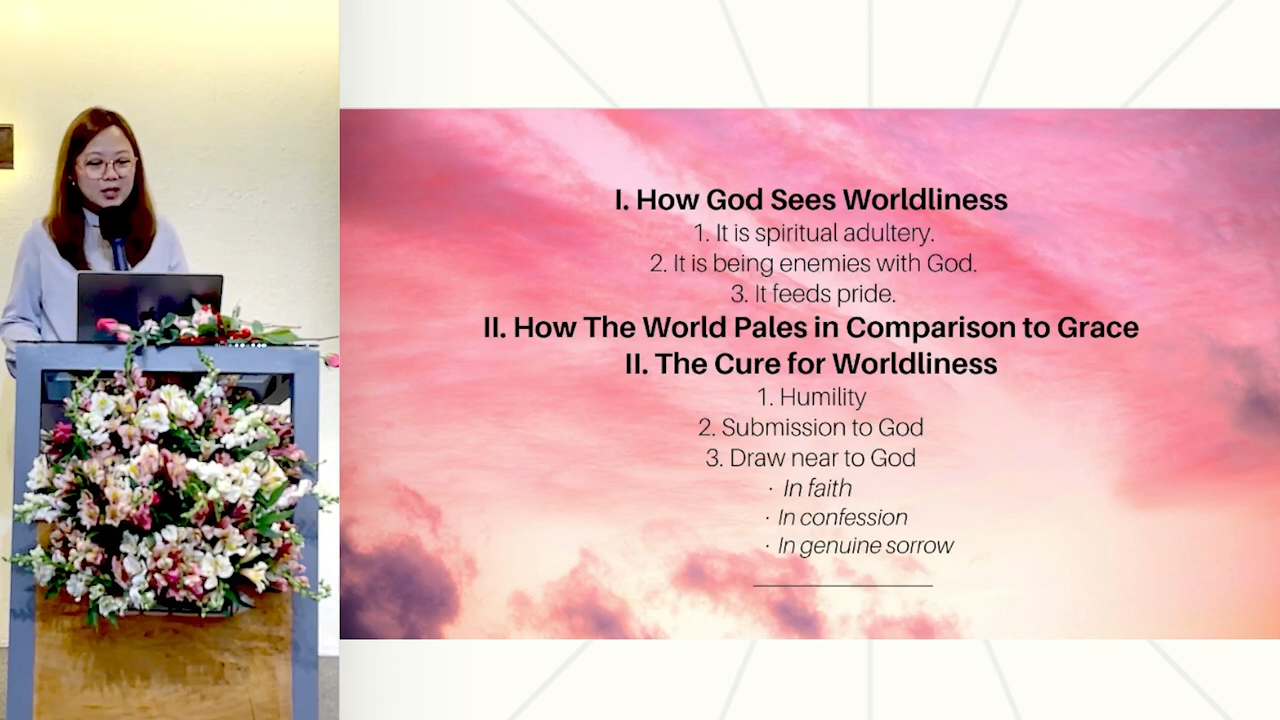 I. How God Sees Worldliness
1. It is spiritual adultery.
2. It is being enemies with God.
3. It feeds pride.
II. How The World Pales in Comparison to Grace
II. The Cure for Worldliness
1. Humility
2. Submission to God
3. Draw near to God
· In faith
· In confession
· In genuine sorrow